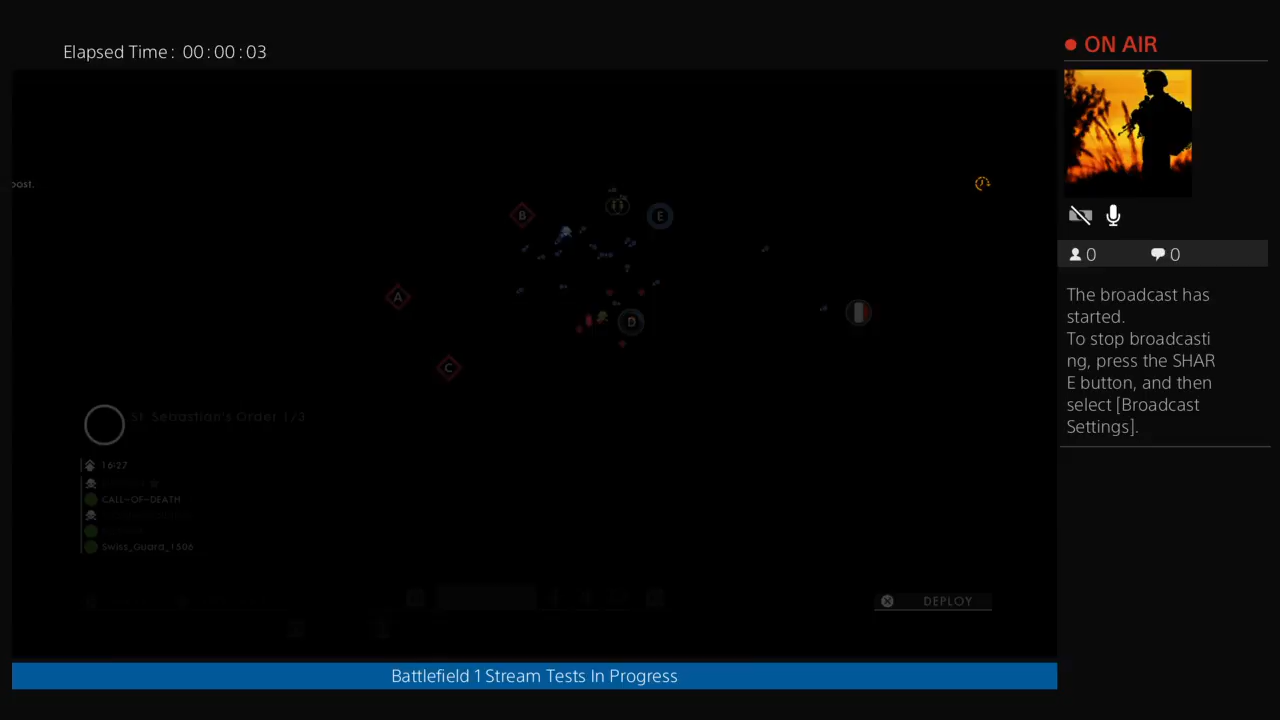 Elapsed Time: 00:00:03
ON AIR
oost.
B
E
A
D
C
0 0
The broadcast has
started.
To stop broadcasti
ng, press the SHAR
E button, and then
select [Broadcast
Settings].
St. Sebastian's Order 1/3
16:27
CALL-OF-DEATH
Swiss_Guard_1506
DEPLOY
Battlefield 1 Stream Tests In Progress